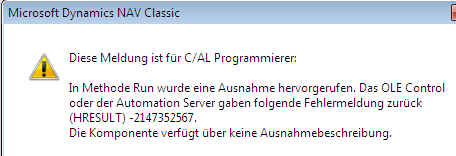 Microsoft Dynamics NAV Classic
Diese Meldung ist für C/AL Programmierer:
In Methode Run wurde eine Ausnahme hervorgerufen. Das OLE Control
oder der Automation Server gaben folgende Fehlermeldung zurück
(HRESULT) -2147352567.
Die Komponente verfügt über keine Ausnahmebeschreibung.